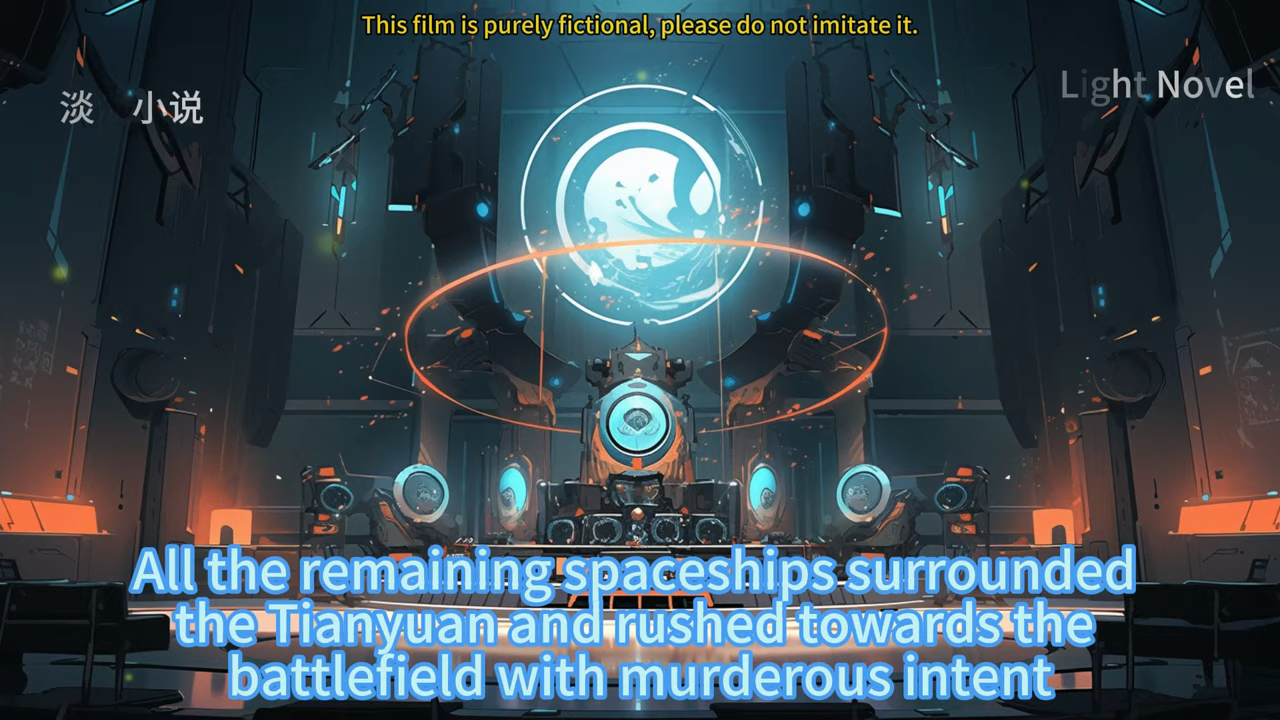 This film is purely fictional, please do not imitate it.
淡 小说
Light Novel
All the remaining spaceships surrounded
the Tianyuan and rushed towards the
battlefield with murderous intent